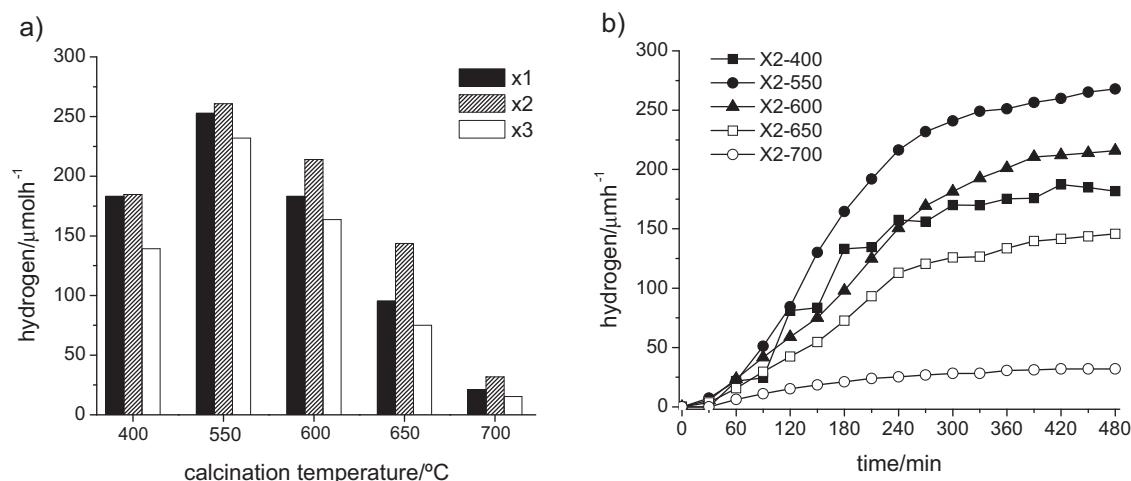 a)
300
250
200
150
100
50
0
hydrogen/μmolh⁻¹
x1
x2
x3
400 550 600 650 700
calcination temperature/ºC
b)
300
250
200
150
100
50
0
hydrogen/μmh⁻¹
X2-400
X2-550
X2-600
X2-650
X2-700
0 60 120 180 240 300 360 420 480
time/min